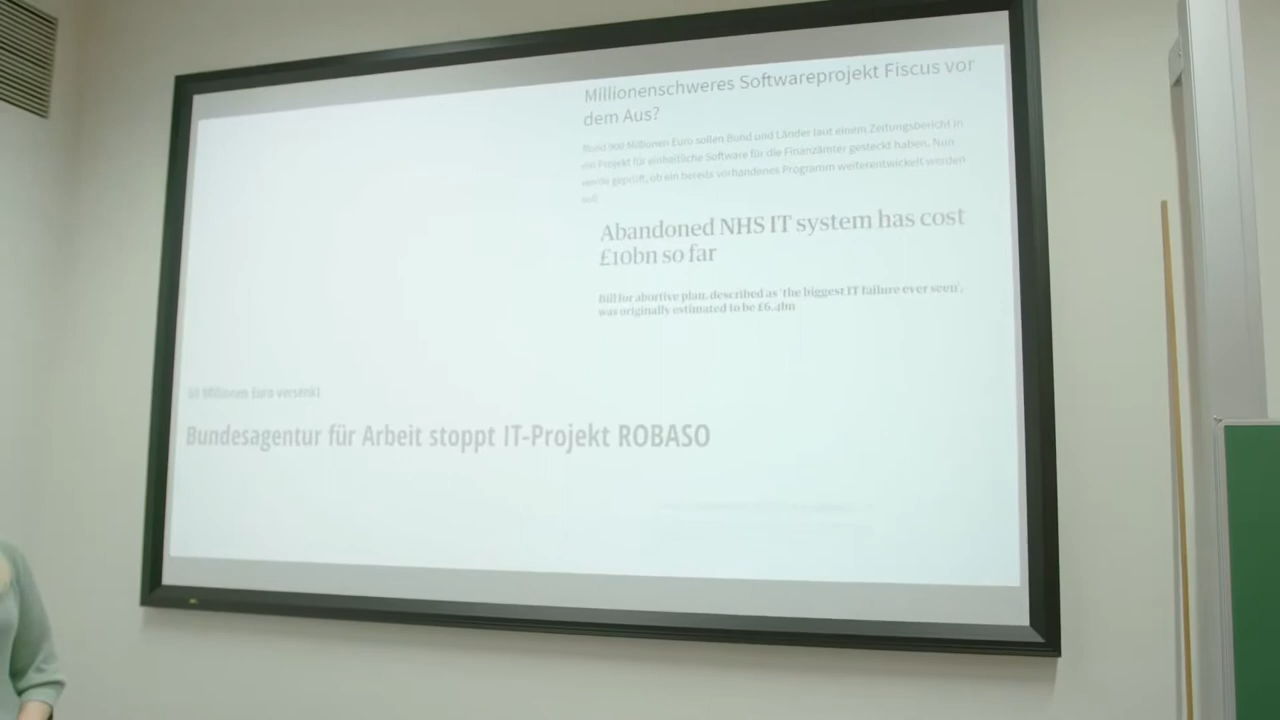 Millionenschweres Softwareprojekt Fiscus vor
dem Aus?
Rund 900 Millionen Euro sollen Bund und Länder laut einem Zeitungsbericht in
ein Projekt für einheitliche Software für die Finanzämter gesteckt haben. Nun
werde geprüft, ob ein bereits vorhandenes Programm weiterentwickelt werden
soll.
Abandoned NHS IT system has cost
£10bn so far
Bill for abortive plan, described as 'the biggest IT failure ever seen',
was originally estimated to be £6.4bn
Millionen Euro versenkt
Bundesagentur für Arbeit stoppt IT-Projekt ROBASO